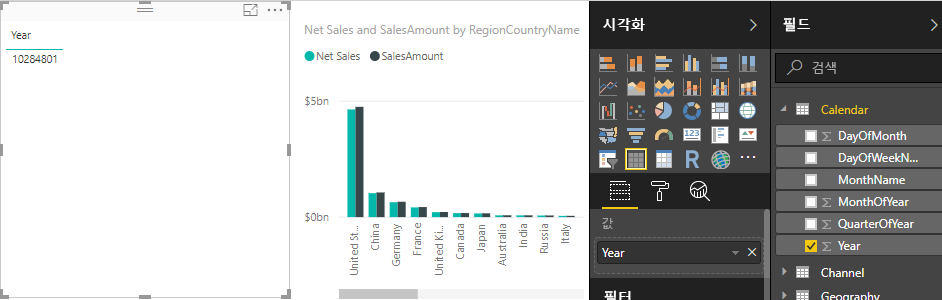 Year
10284801
Net Sales and SalesAmount by RegionCountryName
Net Sales SalesAmount
$5bn
$0bn
United St...
China
Germany
France
United Ki...
Canada
Japan
Australia
India
Russia
Italy
시각화
123
R
값
Year
필터
필드
검색
Calendar
DayOfMonth
DayOfWeekN...
MonthName
MonthOfYear
QuarterOfYear
Year
Channel
Geography